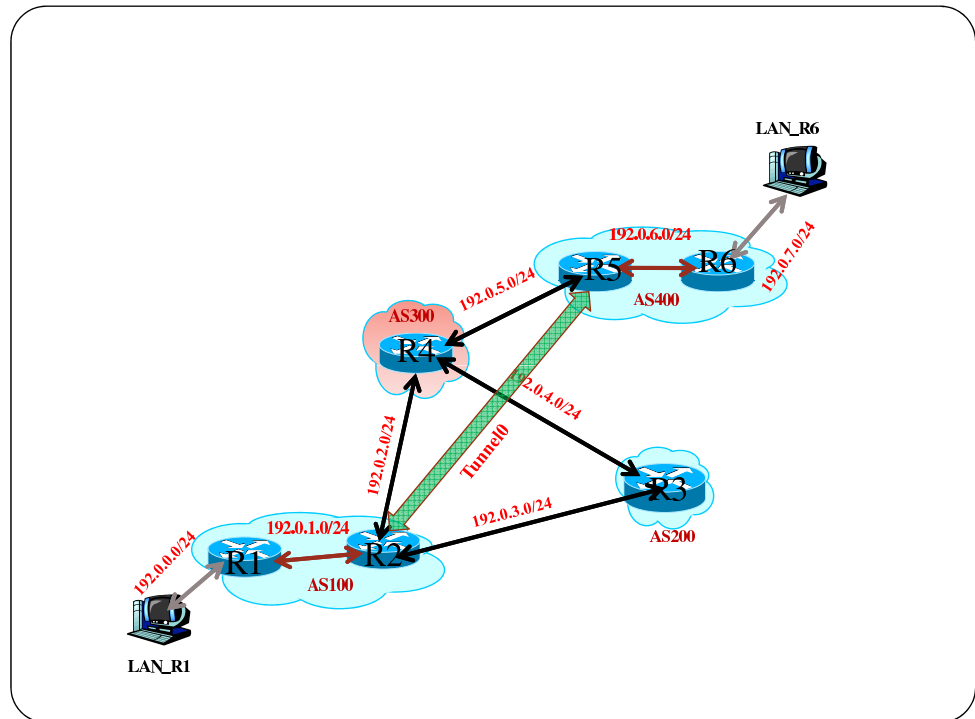 LAN_R6
192.0.6.0/24
192.0.7.0/24
R5
R6
AS400
192.0.5.0/24
AS300
R4
.0.4.0/24
192.0.2.0/24
Tunnel0
R3
AS200
192.0.3.0/24
192.0.1.0/24
R1
R2
AS100
192.0.0.0/24
LAN_R1